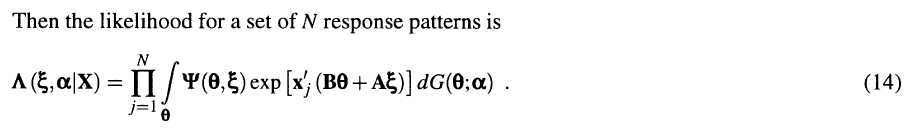 Then the likelihood for a set of N response patterns is
Λ(ξ,α|X) = ∏_{j=1}^{N} ∫_θ Ψ(θ,ξ) exp [x′_j (Bθ + Aξ)] dG(θ;α) . (14)